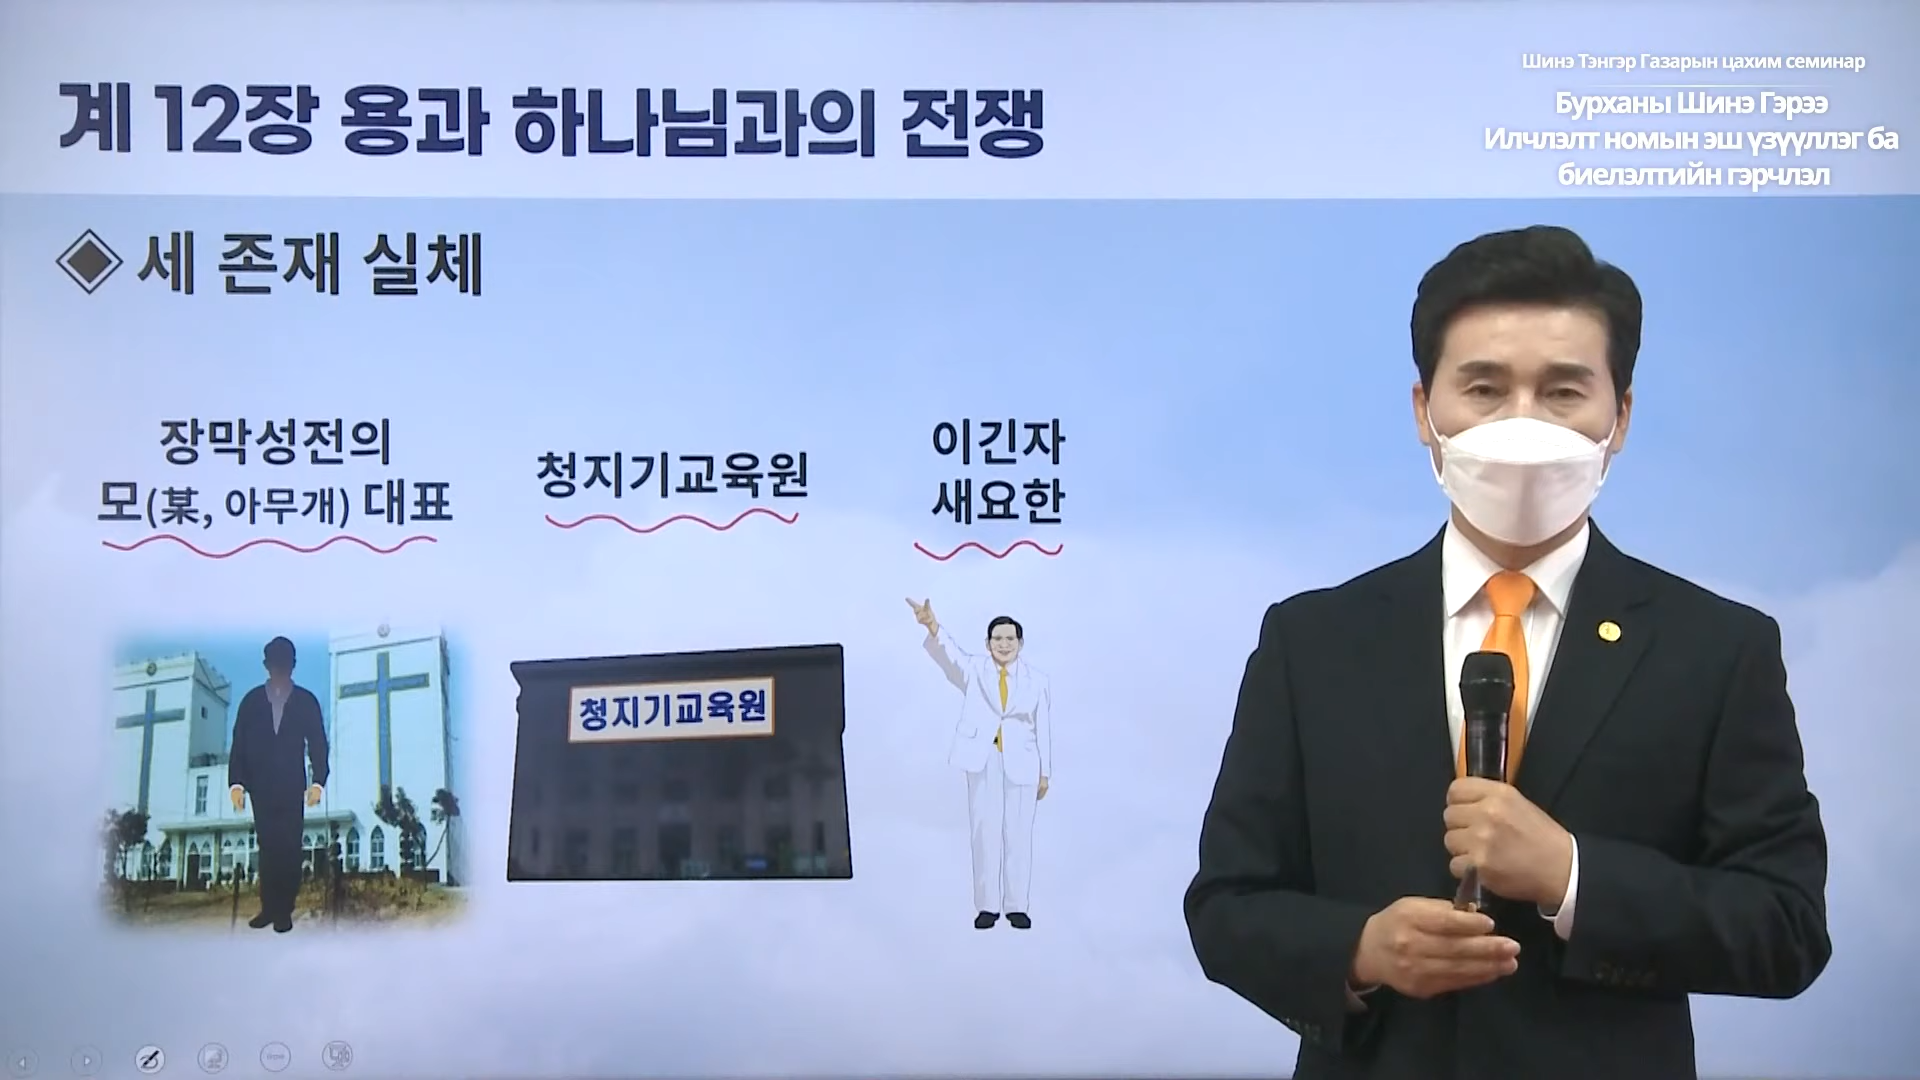 계 12장 용과 하나님과의 전쟁
Шинэ Тэнгэр Газарын цахим семинар
Бурханы Шинэ Гэрээ
Илчлэлт номын эш үзүүллэг ба
биелэлтийн гэрчлэл
세 존재 실체
장막성전의
모(某, 아무개) 대표
청지기교육원
이긴자
새요한
청지기교육원